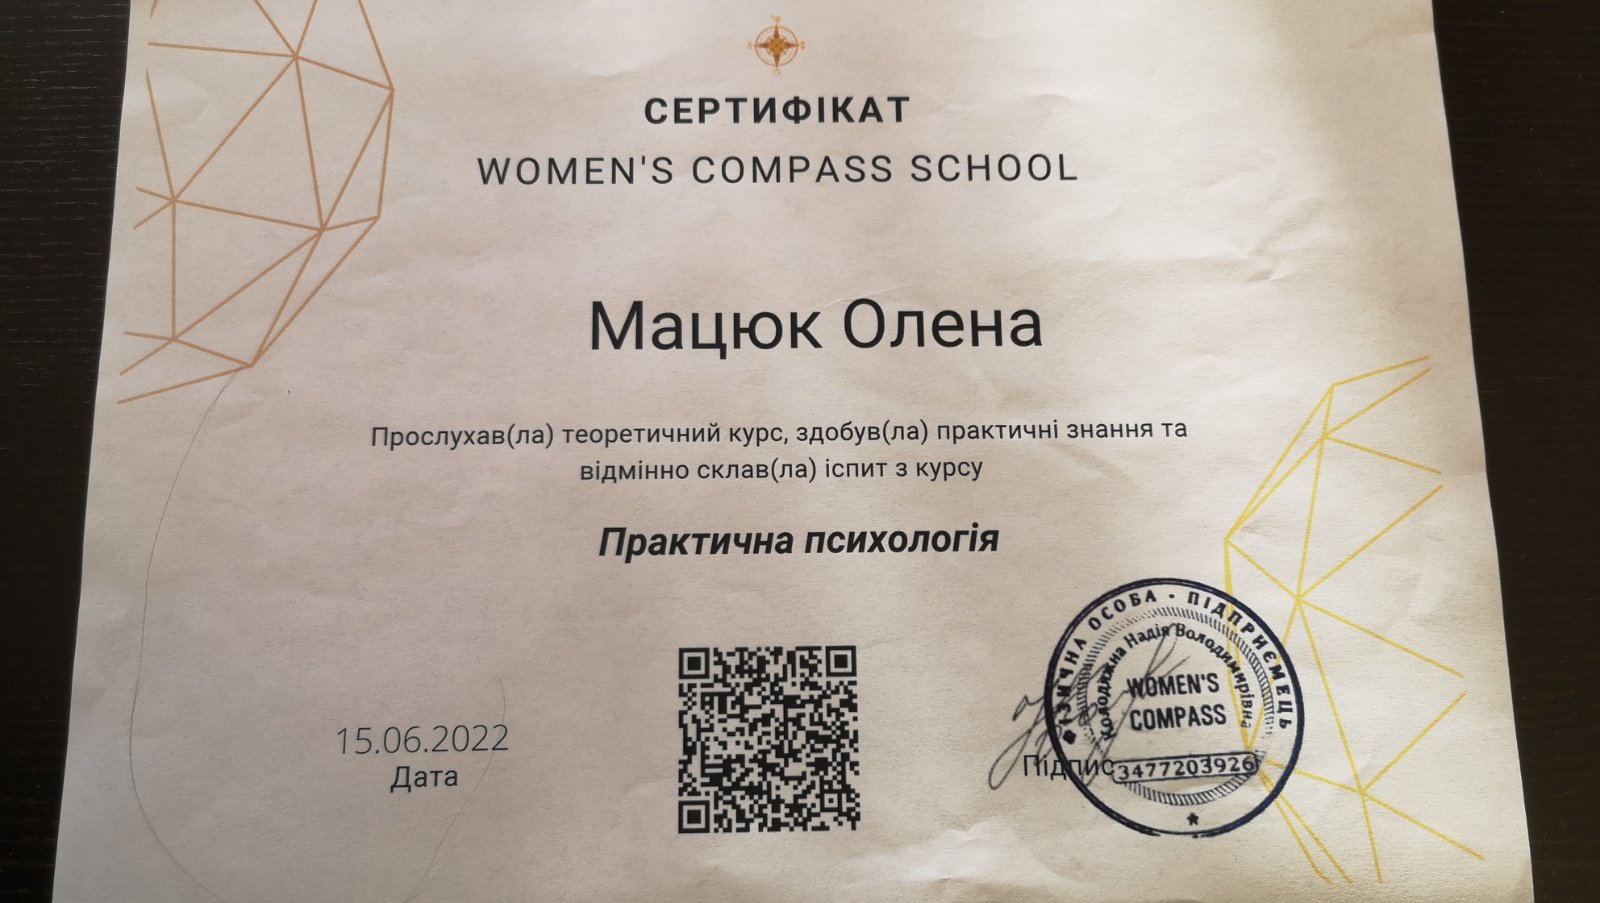 СЕРТИФІКАТ
WOMEN'S COMPASS SCHOOL
Мацюк Олена
Прослухав(ла) теоретичний курс, здобув(ла) практичні знання та
відмінно склав(ла) іспит з курсу
Практична психологія
15.06.2022
Дата
Підпис
ФІЗИЧНА ОСОБА - ПІДПРИЄМЕЦЬ
Надія Володимирівна
WOMEN'S
COMPASS
3477203926